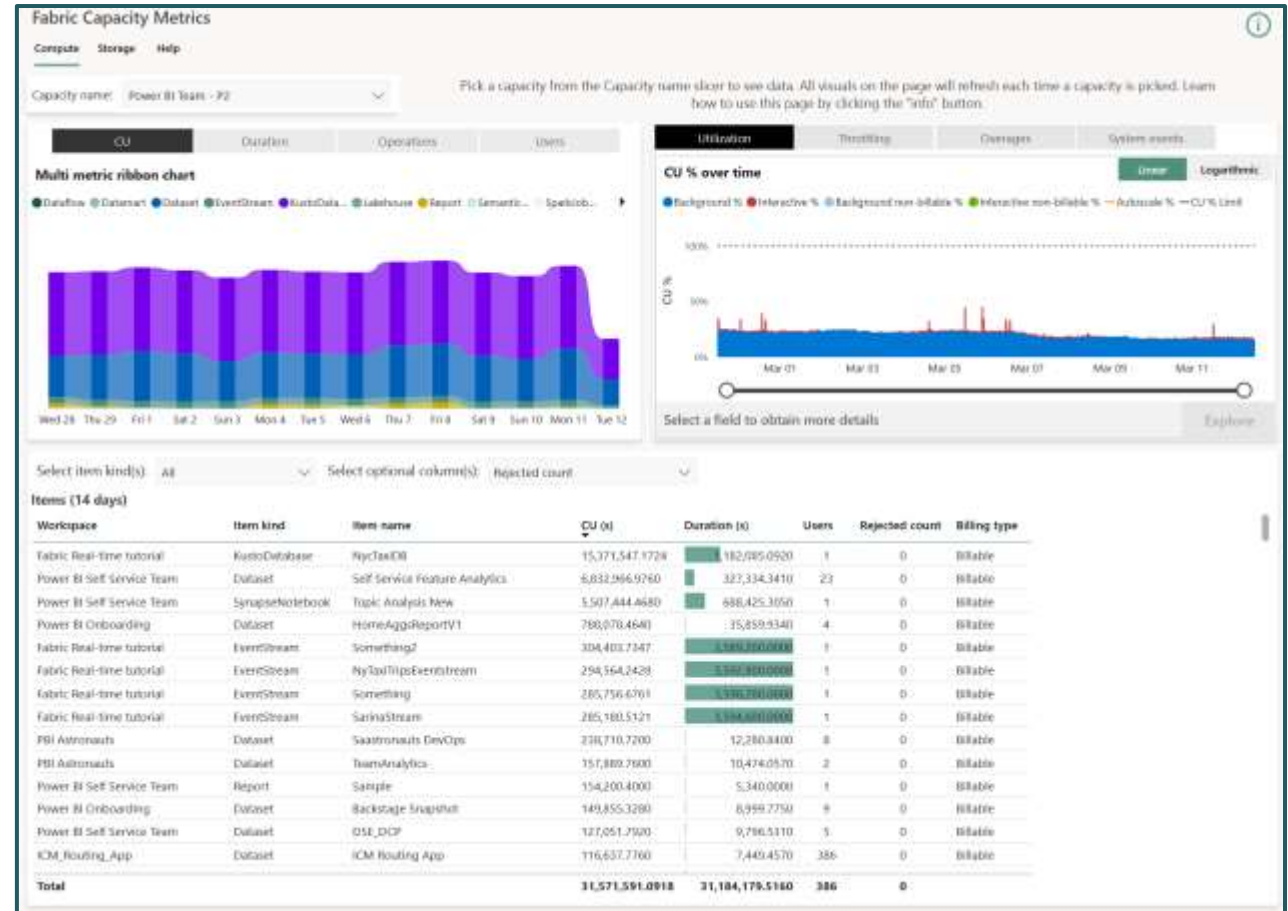 Fabric Capacity Metrics
Compute Storage Help
Capacity name: Power BI Team - P2
Pick a capacity from the Capacity name slicer to see data. All visuals on the page will refresh each time a capacity is picked. Learn
how to use this page by clicking the "info" button.
CU Duration Operations Users
Multi metric ribbon chart
Dataflow Datamart Dataset EventStream KustoData... Lakehouse Report Semantic... SparkJob...
Wed 28 Thu 29 Fri 1 Sat 2 Sun 3 Mon 4 Tue 5 Wed 6 Thu 7 Fri 8 Sat 9 Sun 10 Mon 11 Tue 12
Utilization Throttling Overages System events
CU % over time
Linear Logarithmic
Background % Interactive % Background non-billable % Interactive non-billable % Autoscale % CU % Limit
100%
CU %
50%
0%
Mar 01 Mar 03 Mar 05 Mar 07 Mar 09 Mar 11
Select a field to obtain more details
Explore
Select item kind(s): All Select optional column(s): Rejected count
Items (14 days)
Workspace Item kind Item name CU (s) Duration (s) Users Rejected count Billing type
Fabric Real-time tutorial KustoDatabase NycTaxiDB 15,371,547.1724 1 0 Billable
Power BI Self Service Team Dataset Self Service Feature Analytics 6,832,966.9760 327,334.3410 23 0 Billable
Power BI Self Service Team SynapseNotebook Topic Analysis New 5,507,444.4680 688,425.3050 1 0 Billable
Power BI Onboarding Dataset HomeAggsReportV1 780,078.4640 35,859.9340 4 0 Billable
Fabric Real-time tutorial EventStream Something2 304,403.7347 1 0 Billable
Fabric Real-time tutorial EventStream NyTaxiTripsEventstream 294,564.2428 1 0 Billable
Fabric Real-time tutorial EventStream Something 285,756.6761 1 0 Billable
Fabric Real-time tutorial EventStream SarinaStream 285,180.5121 1 0 Billable
PBI Astronauts Dataset Saastronauts DevOps 238,710.7200 12,280.8400 8 0 Billable
PBI Astronauts Dataset TeamAnalytics 157,889.7600 10,474.0570 2 0 Billable
Power BI Self Service Team Report Sample 154,200.4000 5,340.0000 1 0 Billable
Power BI Onboarding Dataset Backstage Snapshot 149,855.3280 8,999.7750 9 0 Billable
Power BI Self Service Team Dataset OSE_DCP 127,051.7920 9,796.5310 5 0 Billable
ICM_Routing_App Dataset ICM Routing App 116,637.7760 7,449.4570 386 0 Billable
Total 31,571,591.0918 31,184,179.5160 386 0